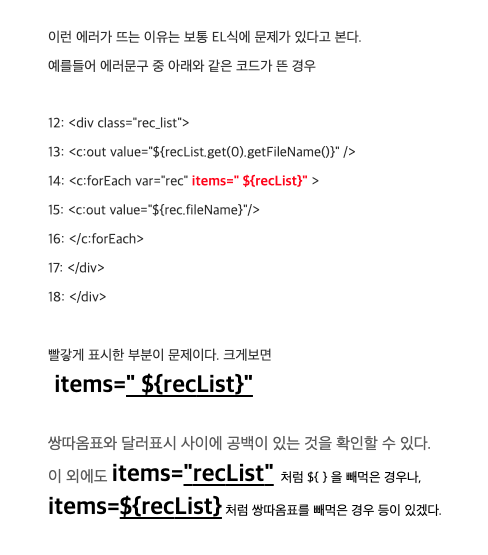 이런 에러가 뜨는 이유는 보통 EL식에 문제가 있다고 본다.
예를들어 에러문구 중 아래와 같은 코드가 뜬 경우
12: <div class="rec_list">
13: <c:out value="${recList.get(0).getFileName()}" />
14: <c:forEach var="rec" items=" ${recList}" >
15: <c:out value="${rec.fileName}"/>
16: </c:forEach>
17: </div>
18: </div>
빨갛게 표시한 부분이 문제이다. 크게보면
items=" ${recList}"
쌍따옴표와 달러표시 사이에 공백이 있는 것을 확인할 수 있다.
이 외에도 items="recList" 처럼 ${ } 을 빼먹은 경우나,
items=${recList} 처럼 쌍따옴표를 빼먹은 경우 등이 있겠다.